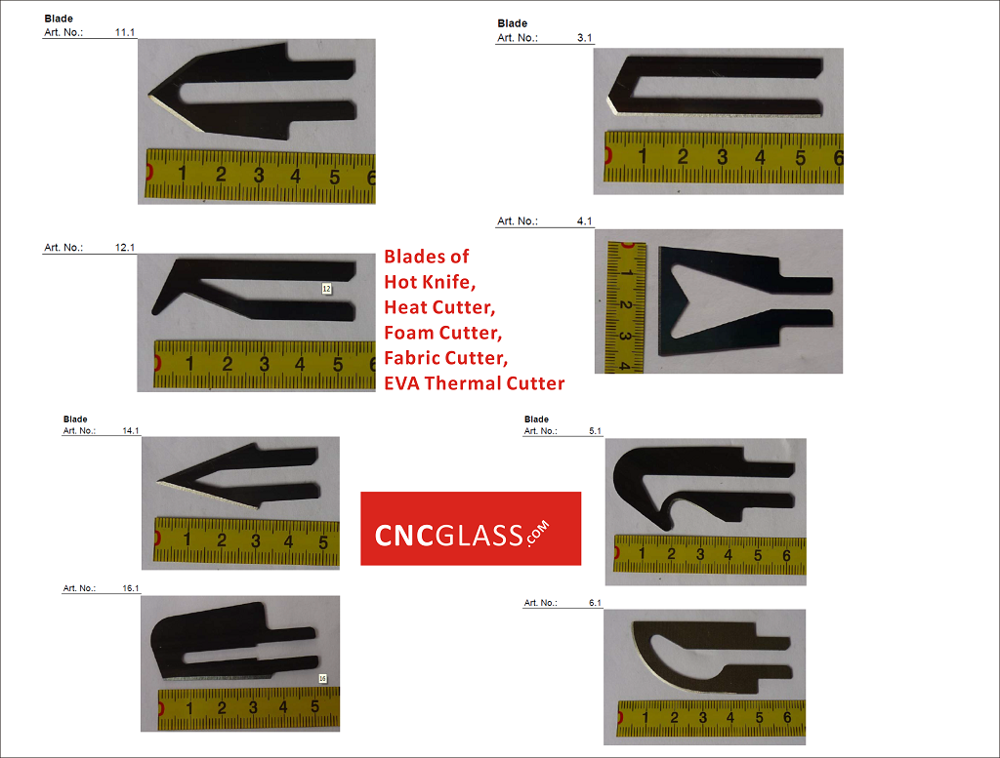 Blade
Art. No.: 11.1
0 1 2 3 4 5 6
Blade
Art. No.: 3.1
0 1 2 3 4 5 6
Art. No.: 12.1
12
0 1 2 3 4 5 6
Blades of
Hot Knife,
Heat Cutter,
Foam Cutter,
Fabric Cutter,
EVA Thermal Cutter
Art. No.: 4.1
0 1 2 3 4
Blade
Art. No.: 14.1
0 1 2 3 4 5
Blade
Art. No.: 5.1
0 1 2 3 4 5 6
CNCGLASS.COM
Art. No.: 16.1
16
0 1 2 3 4 5
Art. No.: 6.1
0 1 2 3 4 5 6